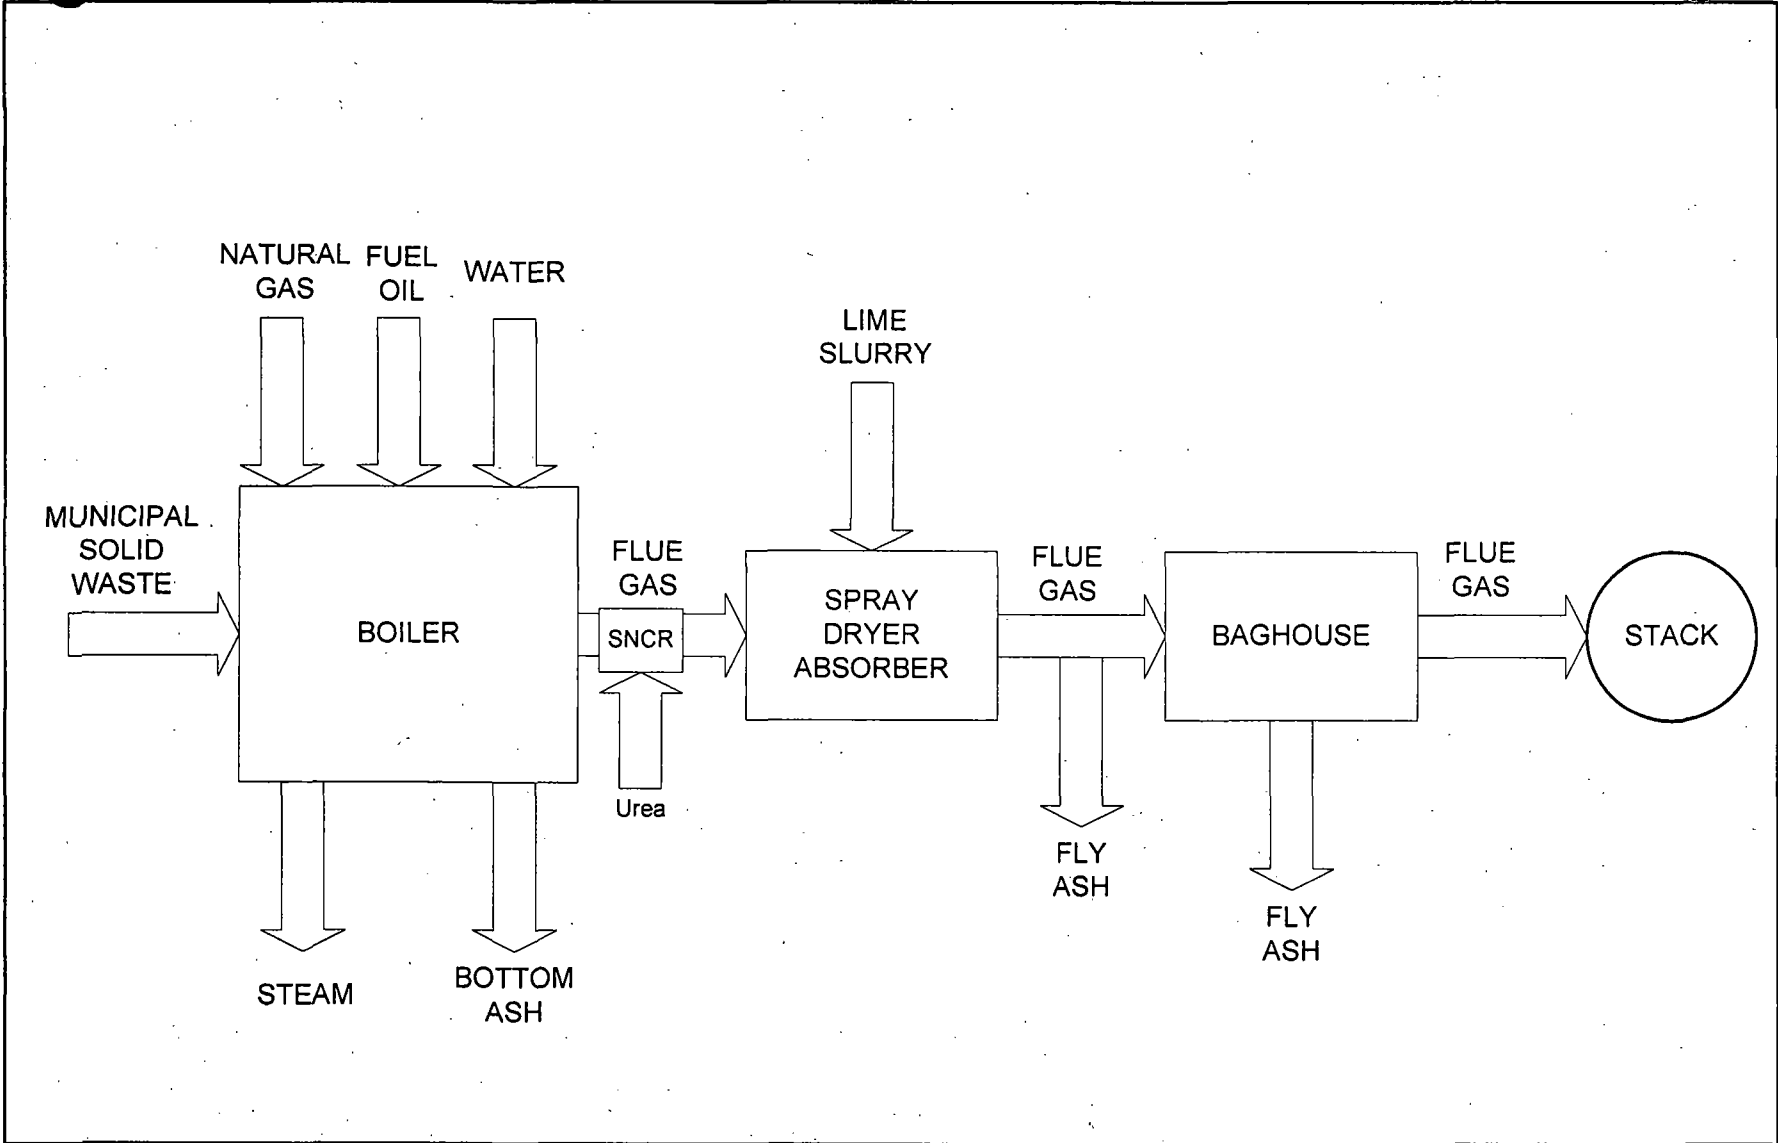 NATURAL
GAS
FUEL
OIL
WATER
LIME
SLURRY
MUNICIPAL
SOLID
WASTE
BOILER
FLUE
GAS
SNCR
Urea
SPRAY
DRYER
ABSORBER
FLUE
GAS
BAGHOUSE
FLUE
GAS
STACK
FLY
ASH
FLY
ASH
STEAM
BOTTOM
ASH